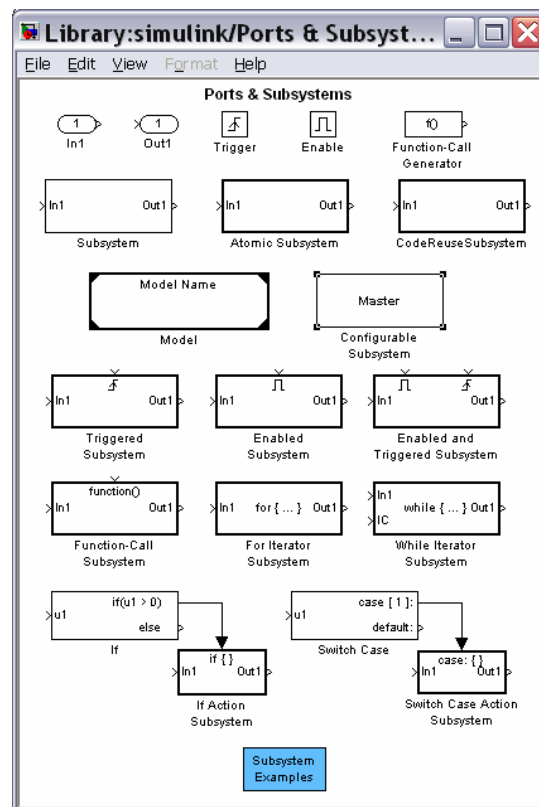 Library:simulink/Ports & Subsyst...
File Edit View Format Help
Ports & Subsystems
1 1 f()
In1 Out1 Trigger Enable Function-Call
Generator
In1 Out1 In1 Out1 In1 Out1
Subsystem Atomic Subsystem CodeReuseSubsystem
Model Name
Master
Model Configurable
Subsystem
In1 Out1 In1 Out1 In1 Out1
Triggered
Subsystem
Enabled
Subsystem
Enabled and
Triggered Subsystem
function()
In1 Out1
In1 for { ... } Out1
In1
while { ... } Out1
IC
Function-Call
Subsystem
For Iterator
Subsystem
While Iterator
Subsystem
if(u1 > 0)
u1
else
If
case [ 1 ]:
u1
default:
Switch Case
if { }
In1 Out1
If Action
Subsystem
case: { }
In1 Out1
Switch Case Action
Subsystem
Subsystem
Examples